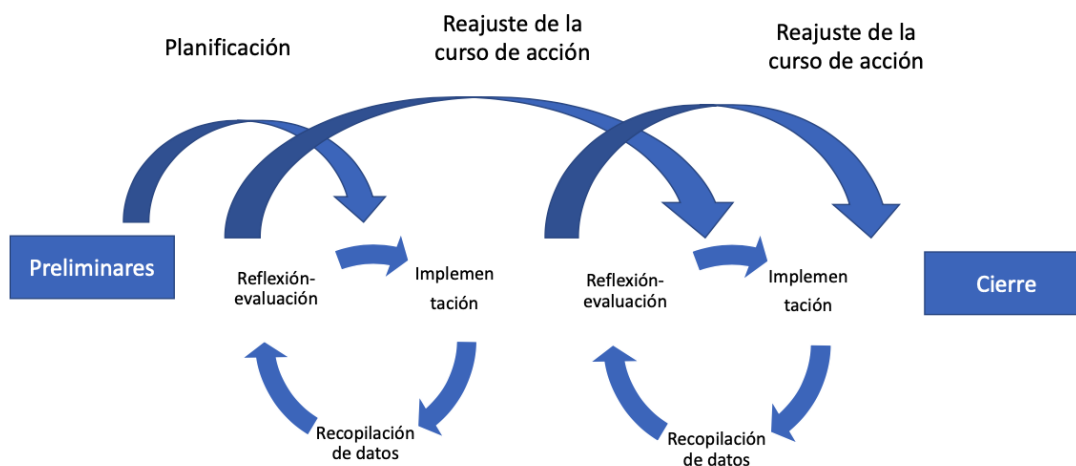 Planificación
Reajuste de la
curso de acción
Reajuste de la
curso de acción
Preliminares
Reflexión-
evaluación
Implemen
tación
Recopilación
de datos
Reflexión-
evaluación
Implemen
tación
Recopilación
de datos
Cierre